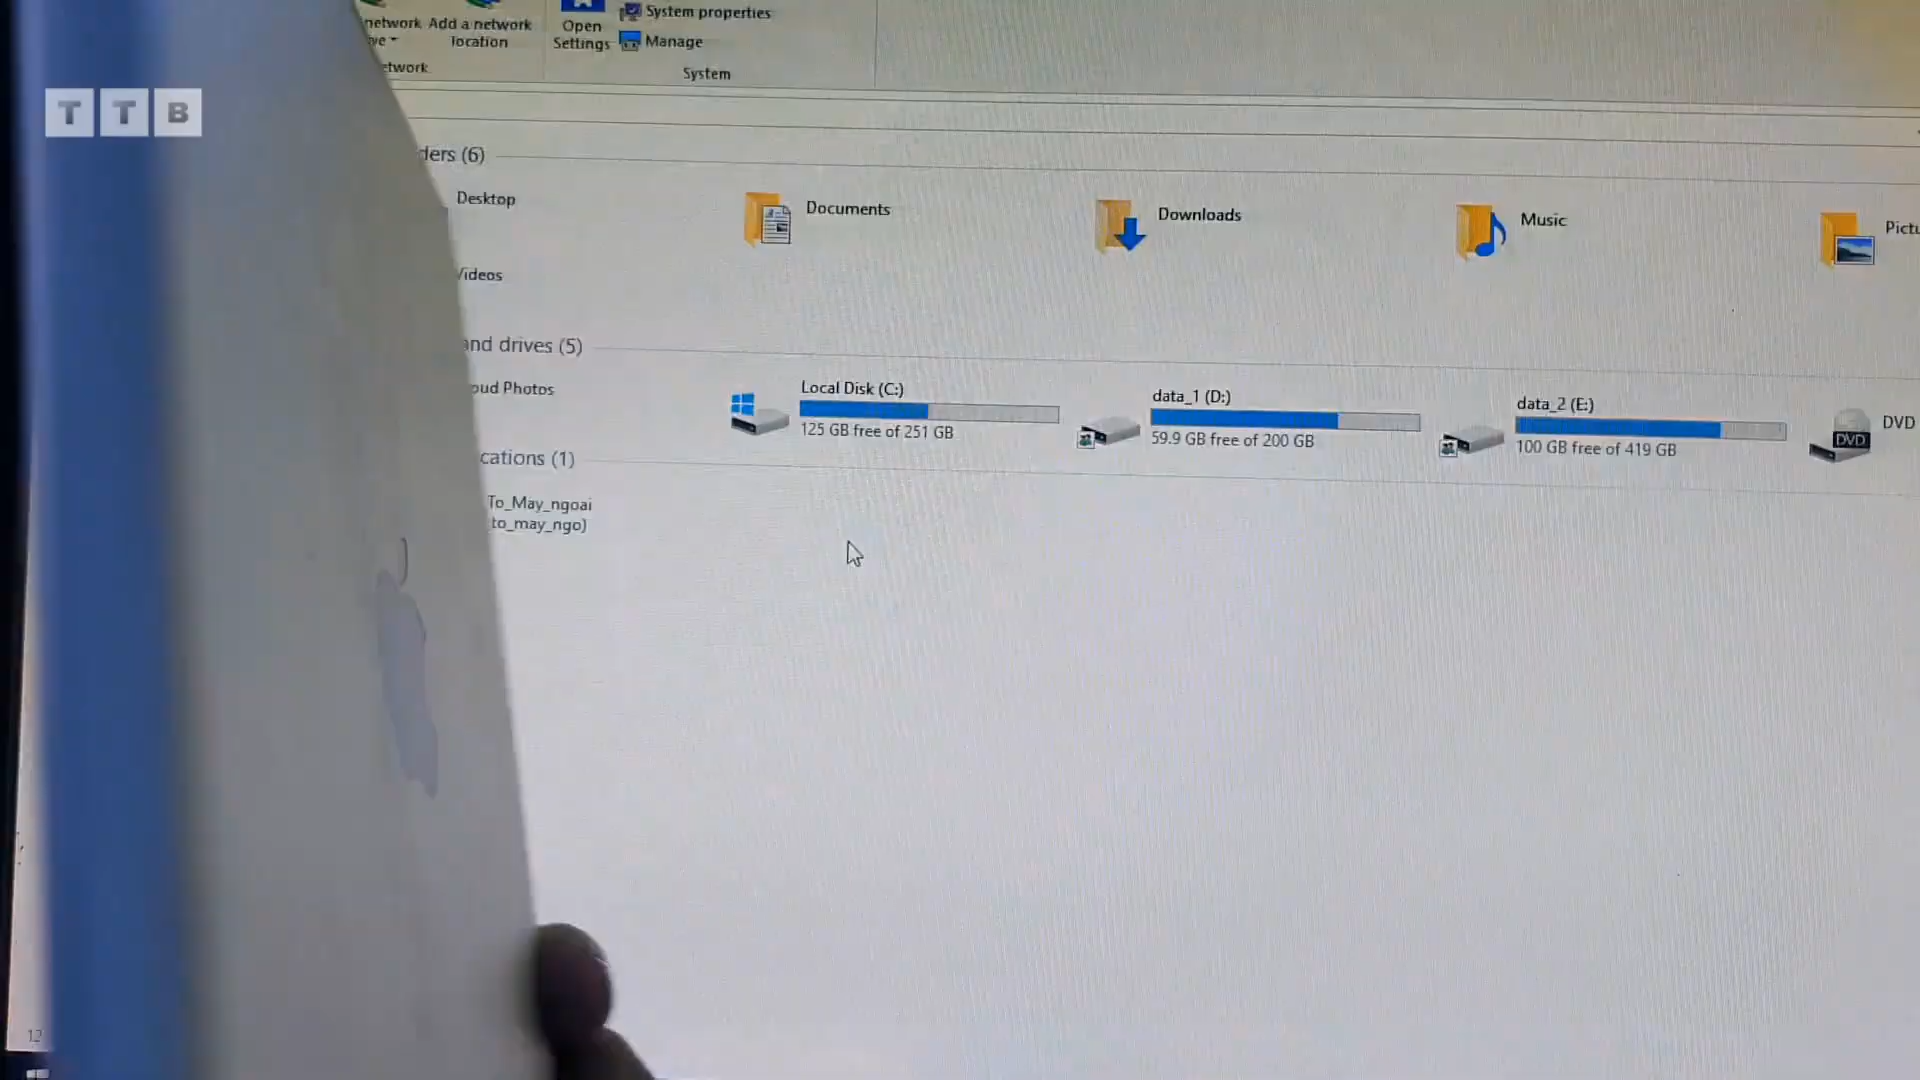 network Add a network
ve location
Open
Settings
System properties
Manage
etwork
System
T T B
ders (6)
Desktop
Documents
Downloads
Music
Pictu
Videos
and drives (5)
oud Photos
Local Disk (C:)
125 GB free of 251 GB
data_1 (D:)
59.9 GB free of 200 GB
data_2 (E:)
100 GB free of 419 GB
DVD
DVD
cations (1)
To_May_ngoai
to_may_ngo)
12